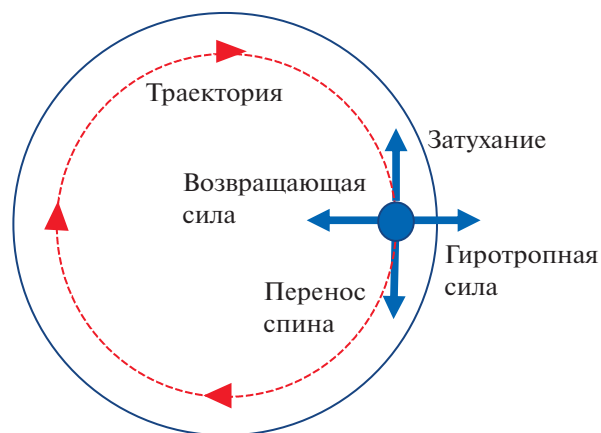 Траектория
Затухание
Возвращающая
сила
Гиротропная
сила
Перенос
спина